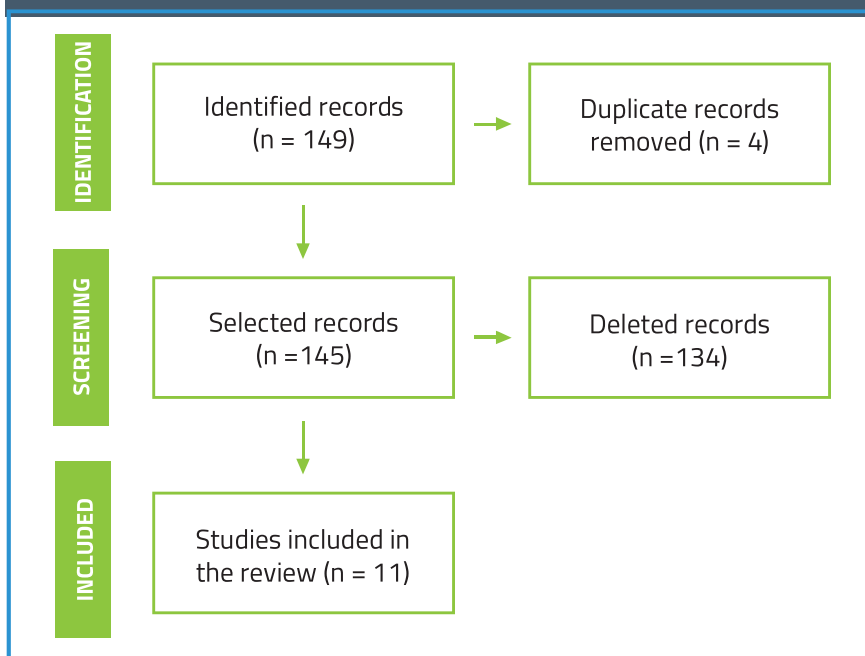 IDENTIFICATION
Identified records
(n = 149)
Duplicate records
removed (n = 4)
SCREENING
Selected records
(n =145)
Deleted records
(n =134)
INCLUDED
Studies included in
the review (n = 11)